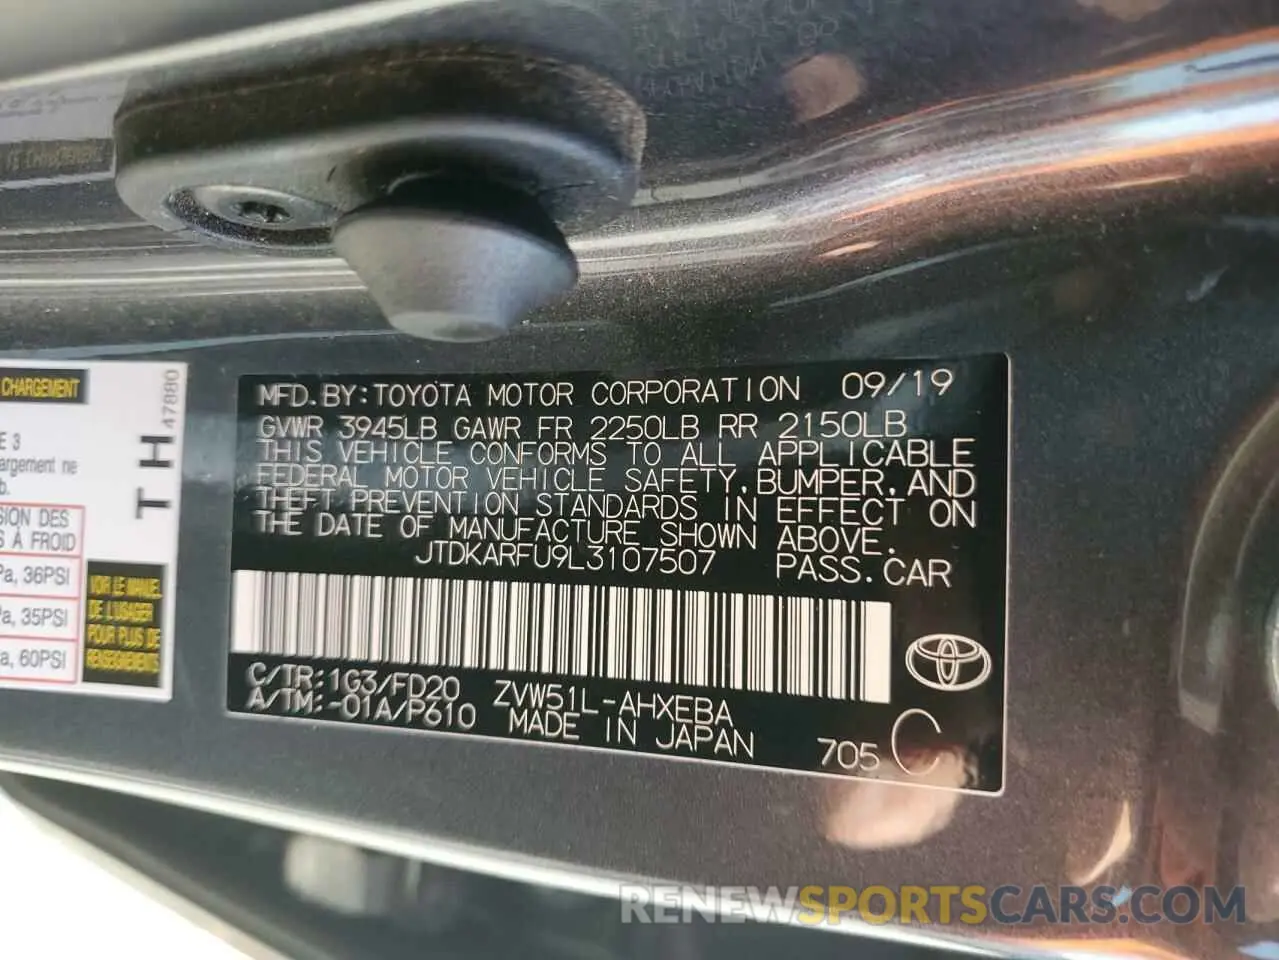 CHARGEMENT
E 3
argement ne
b.
SION DES
S À FROID
Pa, 36PSI
Pa, 35PSI
a, 60PSI
VOIR LE MANUEL
DE L'USAGER
POUR PLUS DE
RENSEIGNEMENTS
TH 47880
MFD.BY:TOYOTA MOTOR CORPORATION 09/19
GVWR 3945LB GAWR FR 2250LB RR 2150LB
THIS VEHICLE CONFORMS TO ALL APPLICABLE
FEDERAL MOTOR VEHICLE SAFETY,BUMPER,AND
THEFT PREVENTION STANDARDS IN EFFECT ON
THE DATE OF MANUFACTURE SHOWN ABOVE.
JTDKARFU9L3107507 PASS.CAR
C/TR:1G3/FD20 ZVW51L-AHXEBA
A/TM:-01A/P610 MADE IN JAPAN
705 C
RENEWSPORTSCARS.COM